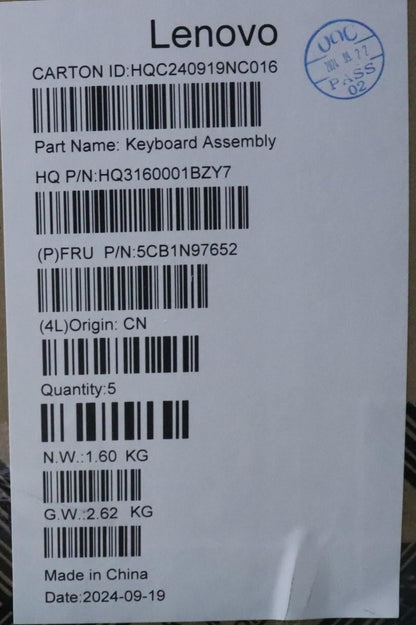 Lenovo
CARTON ID:HQC240919NC016
Part Name: Keyboard Assembly
HQ P/N:HQ3160001BZY7
(P)FRU P/N:5CB1N97652
(4L)Origin: CN
Quantity:5
N.W.:1.60 KG
G.W.:2.62 KG
Made in China
Date:2024-09-19
PASS
02